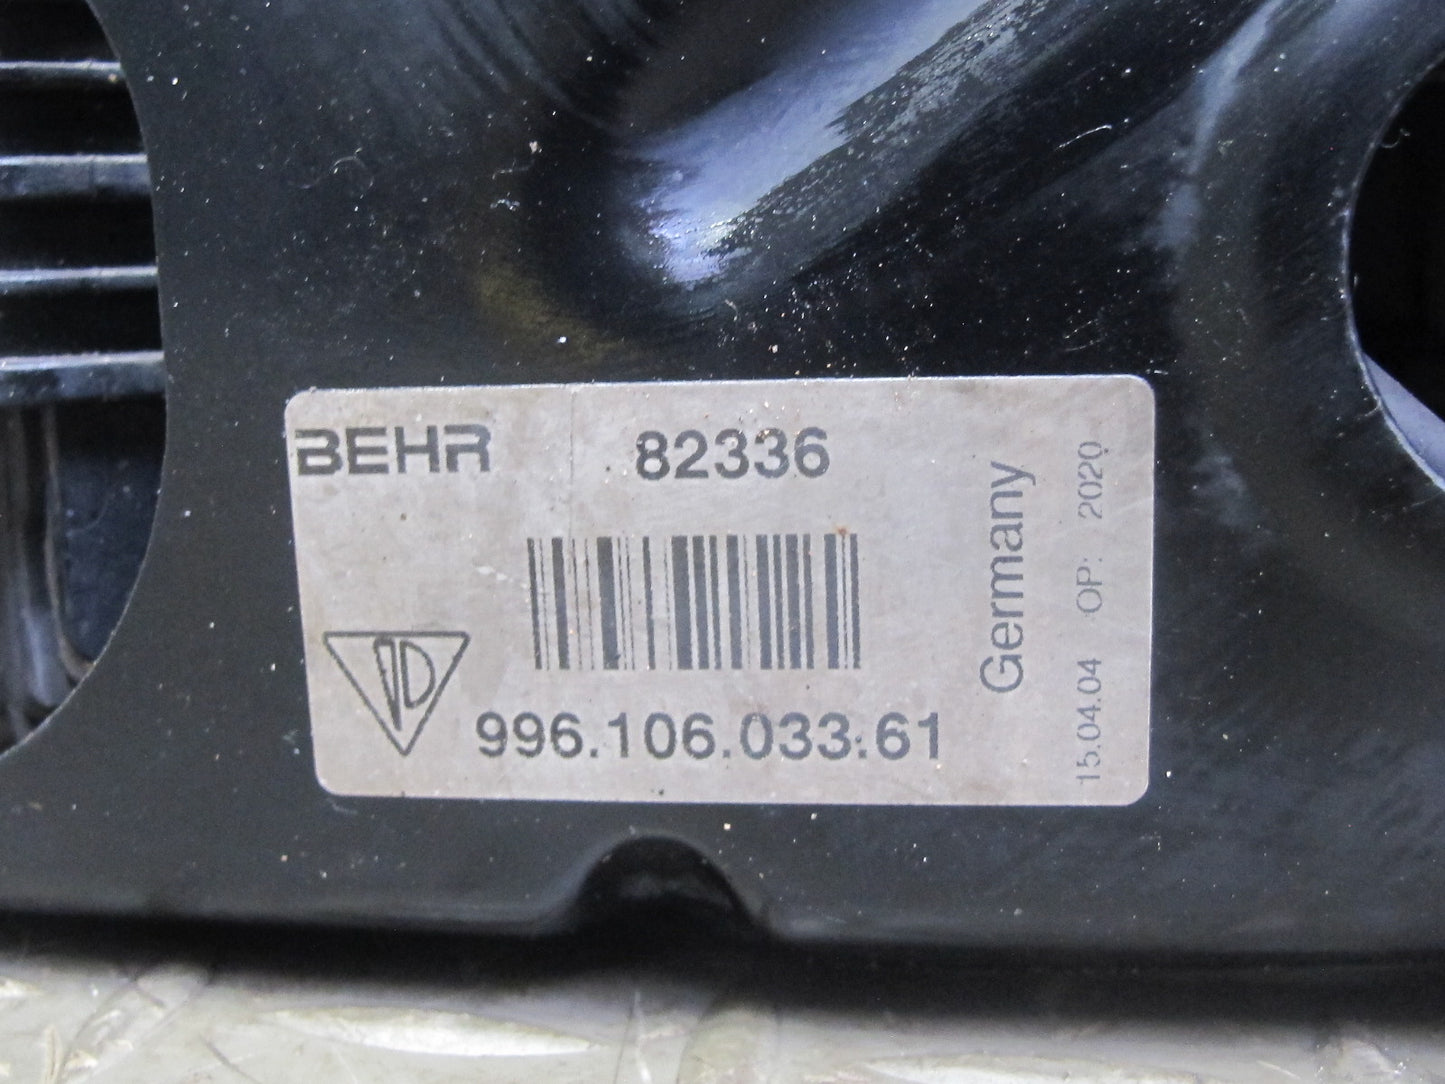 BEHR 82336
996.106.033.61
Germany
15.04.04 OP: 2020